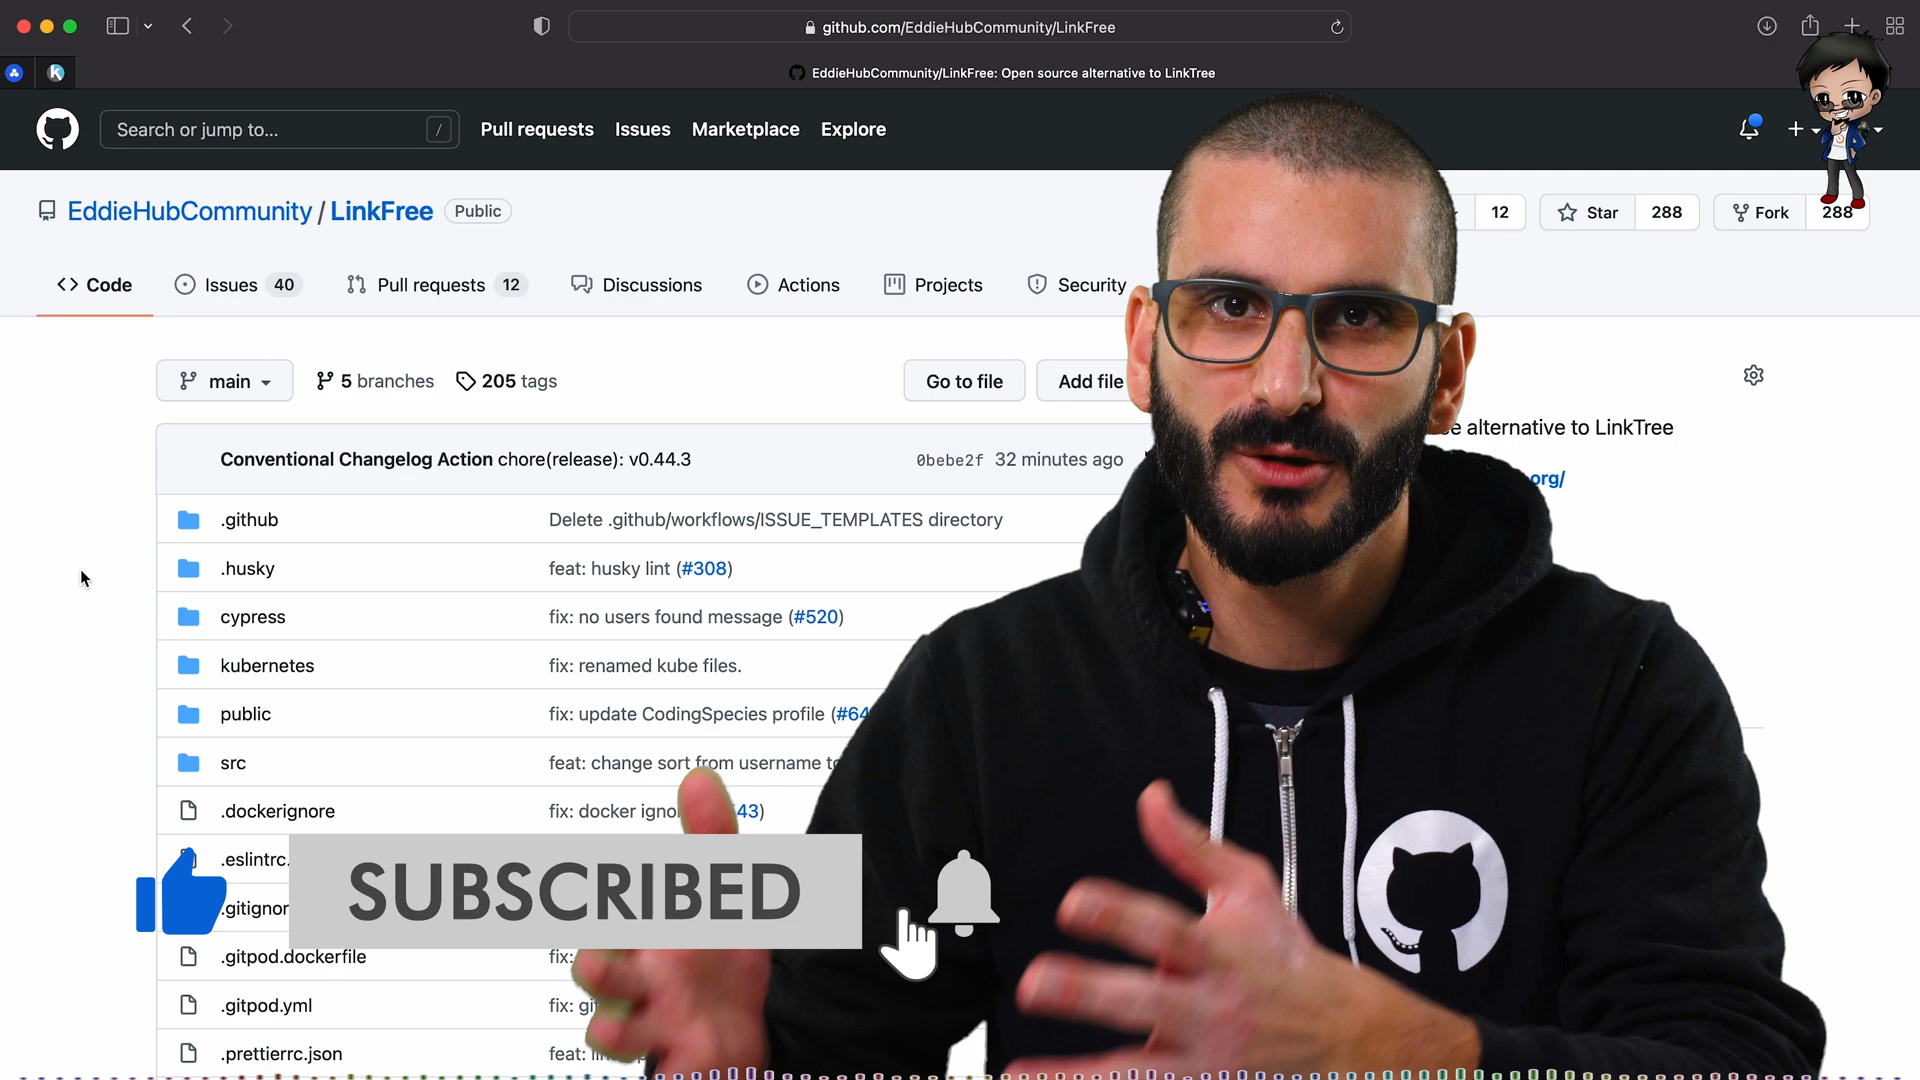 github.com/EddieHubCommunity/LinkFree
EddieHubCommunity/LinkFree: Open source alternative to LinkTree
Search or jump to... /
Pull requests Issues Marketplace Explore
EddieHubCommunity / LinkFree Public
12 Star 288 Fork 288
Code Issues 40 Pull requests 12 Discussions Actions Projects Security
main 5 branches 205 tags Go to file Add file
alternative to LinkTree
Conventional Changelog Action chore(release): v0.44.3 0bebe2f 32 minutes ago
org/
.github Delete .github/workflows/ISSUE_TEMPLATES directory
.husky feat: husky lint (#308)
cypress fix: no users found message (#520)
kubernetes fix: renamed kube files.
public fix: update CodingSpecies profile (#64
src feat: change sort from username to
.dockerignore fix: docker ignor 43)
.eslintrc.
SUBSCRIBED
.gitignor
.gitpod.dockerfile fix:
.gitpod.yml fix: git
.prettierrc.json feat: